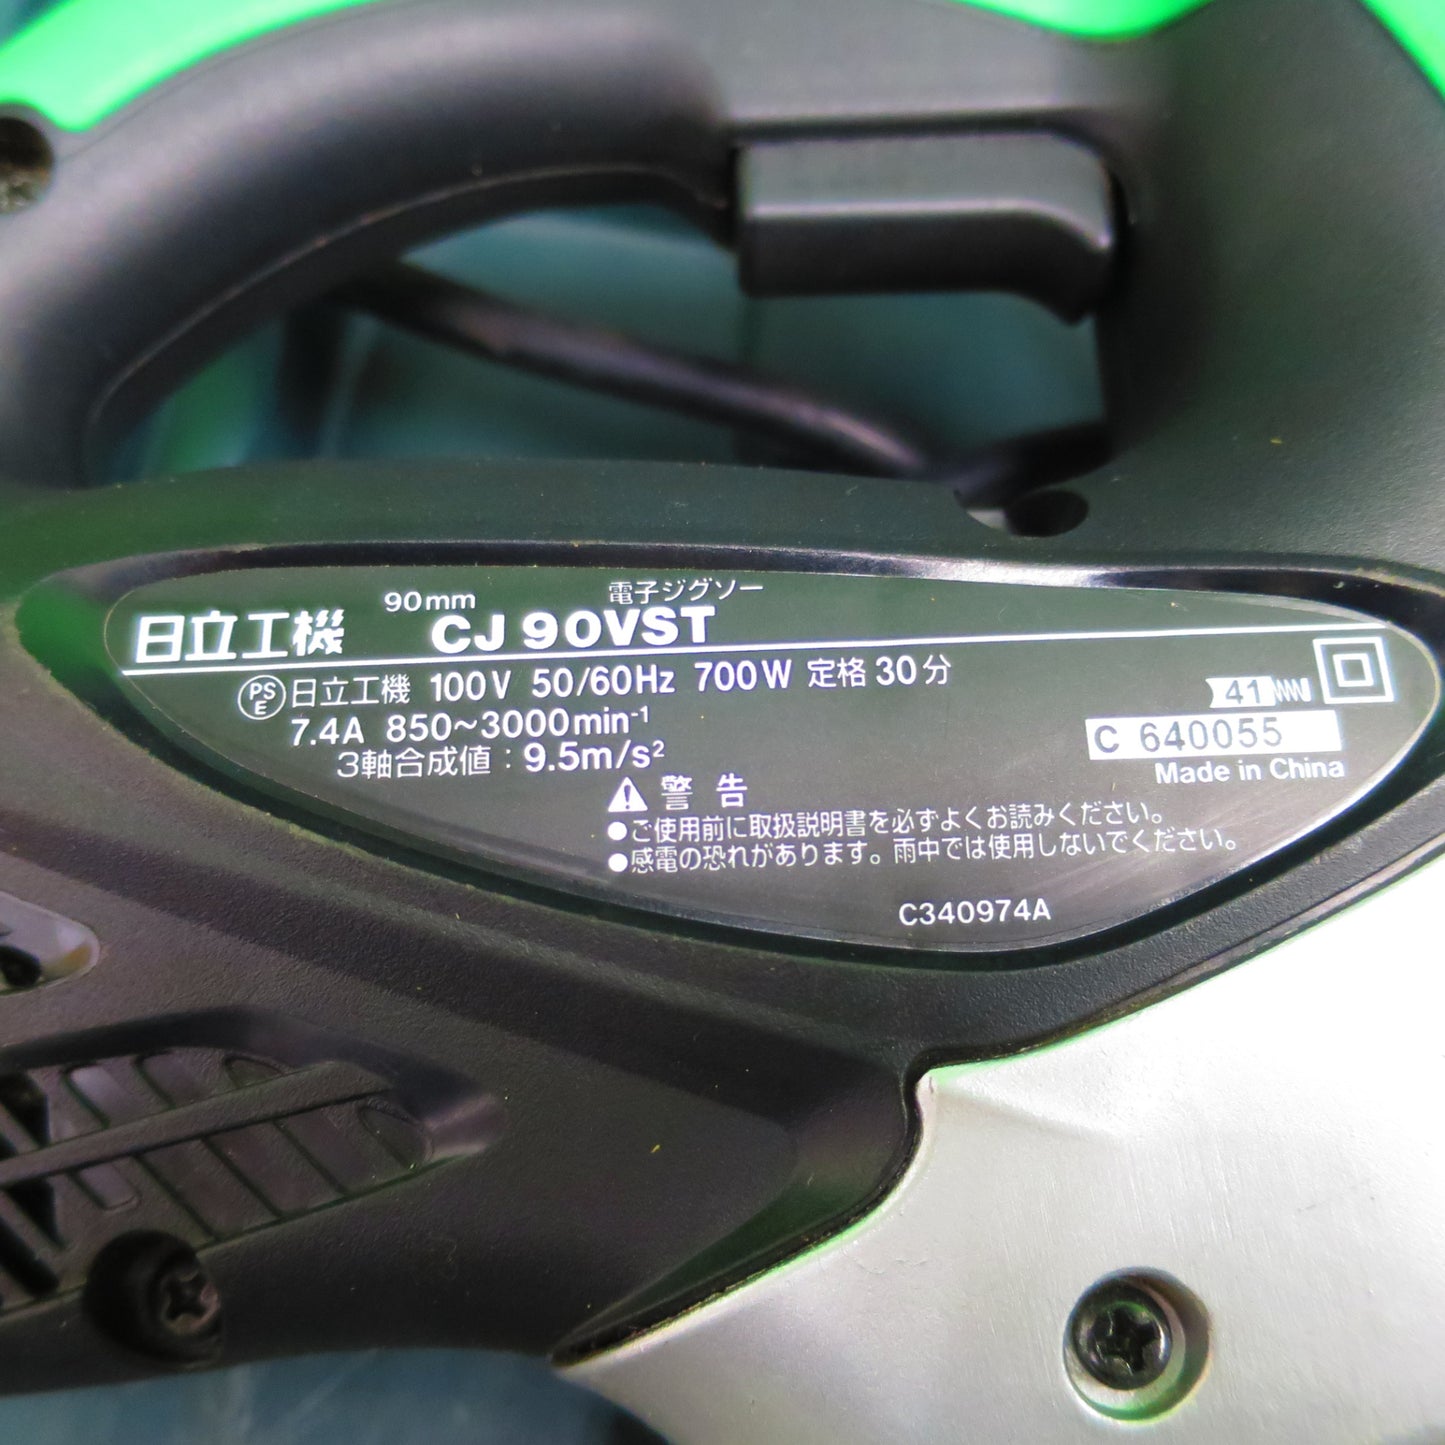 90mm 電子ジグソー
日立工機 CJ 90VST
PS E 日立工機 100V 50/60Hz 700W 定格 30分
7.4A 850~3000min-1
3軸合成値:9.5m/s²
41
C 640055
Made in China
警告
●ご使用前に取扱説明書を必ずよくお読みください。
●感電の恐れがあります。雨中では使用しないでください。
C340974A